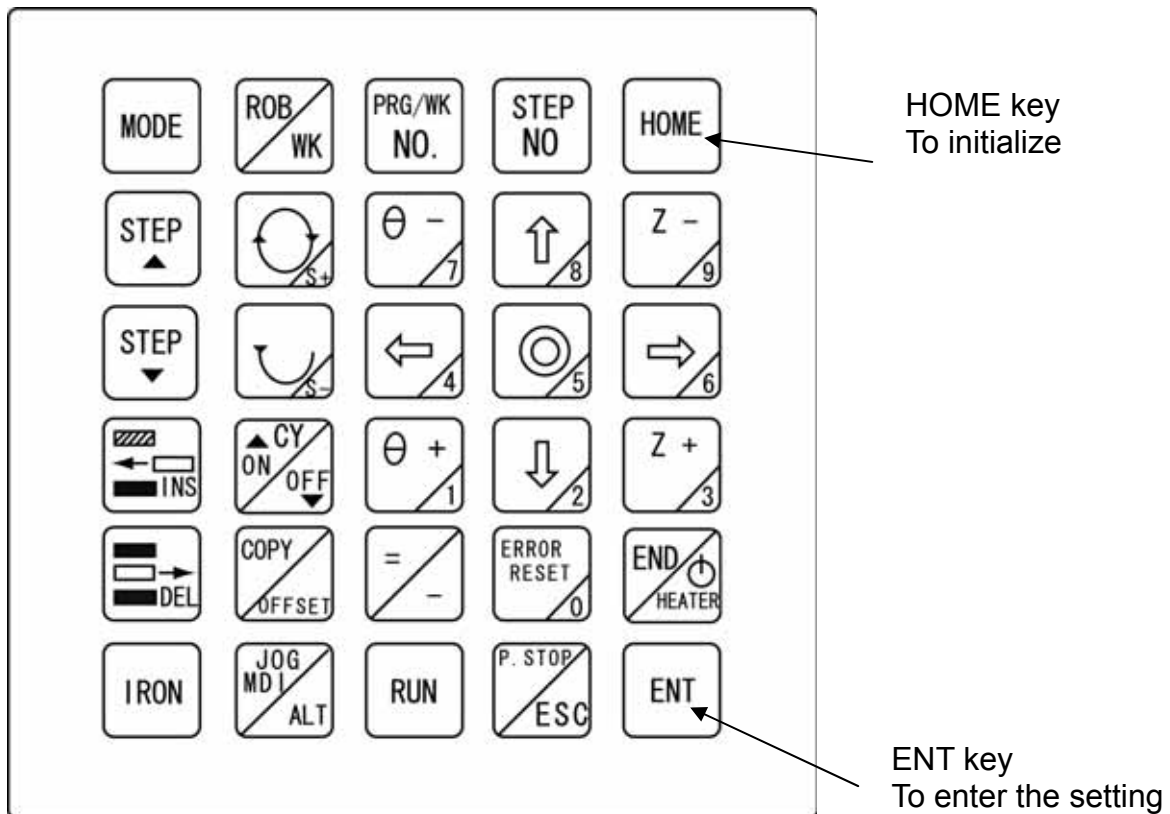 MODE
ROB
WK
PRG/WK
NO.
STEP
NO
HOME
HOME key
To initialize
STEP
S+
θ -
7
8
Z -
9
STEP
S-
4
5
6
INS
CY
ON
OFF
θ +
1
2
Z +
3
DEL
COPY
OFFSET
=
-
ERROR
RESET
0
END
HEATER
IRON
JOG
MDI
ALT
RUN
P.STOP
ESC
ENT
ENT key
To enter the setting